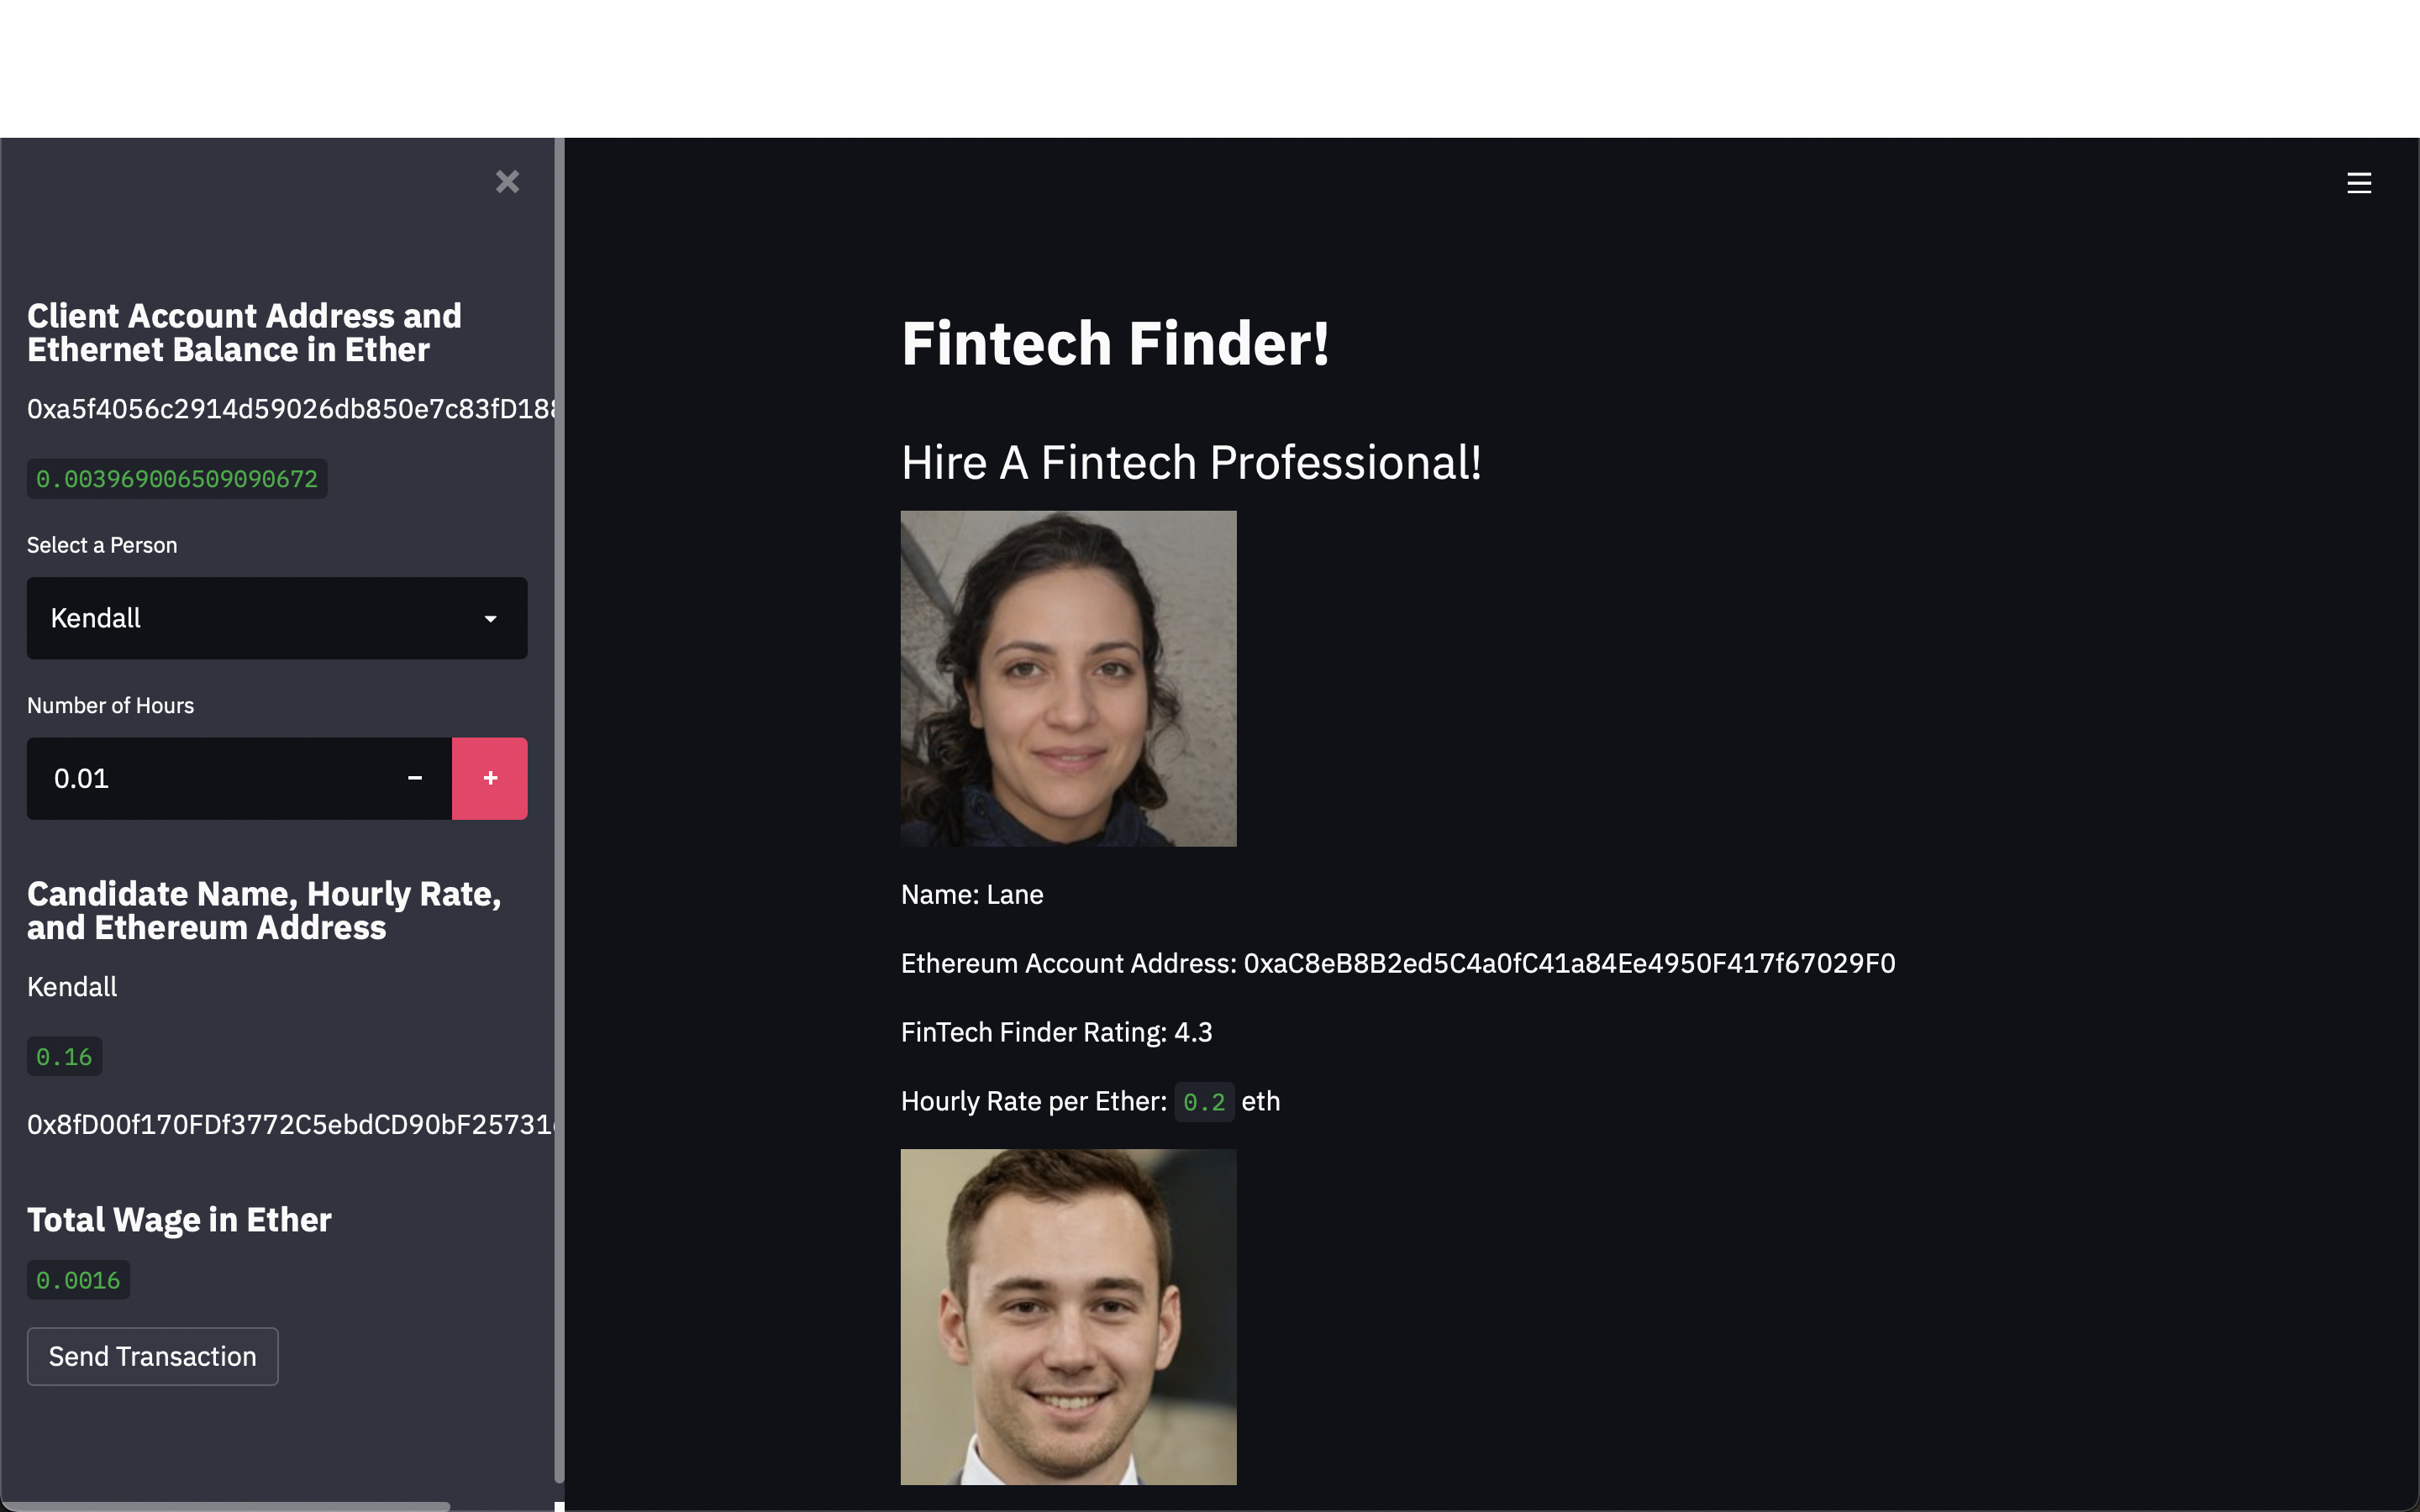 Client Account Address and
Ethernet Balance in Ether
0xa5f4056c2914d59026db850e7c83fD188
0.003969006509090672
Select a Person
Kendall
Number of Hours
0.01
− +
Candidate Name, Hourly Rate,
and Ethereum Address
Kendall
0.16
0x8fD00f170FDf3772C5ebdCD90bF25731
Total Wage in Ether
0.0016
Send Transaction
Fintech Finder!
Hire A Fintech Professional!
Name: Lane
Ethereum Account Address: 0xaC8eB8B2ed5C4a0fC41a84Ee4950F417f67029F0
FinTech Finder Rating: 4.3
Hourly Rate per Ether: 0.2 eth